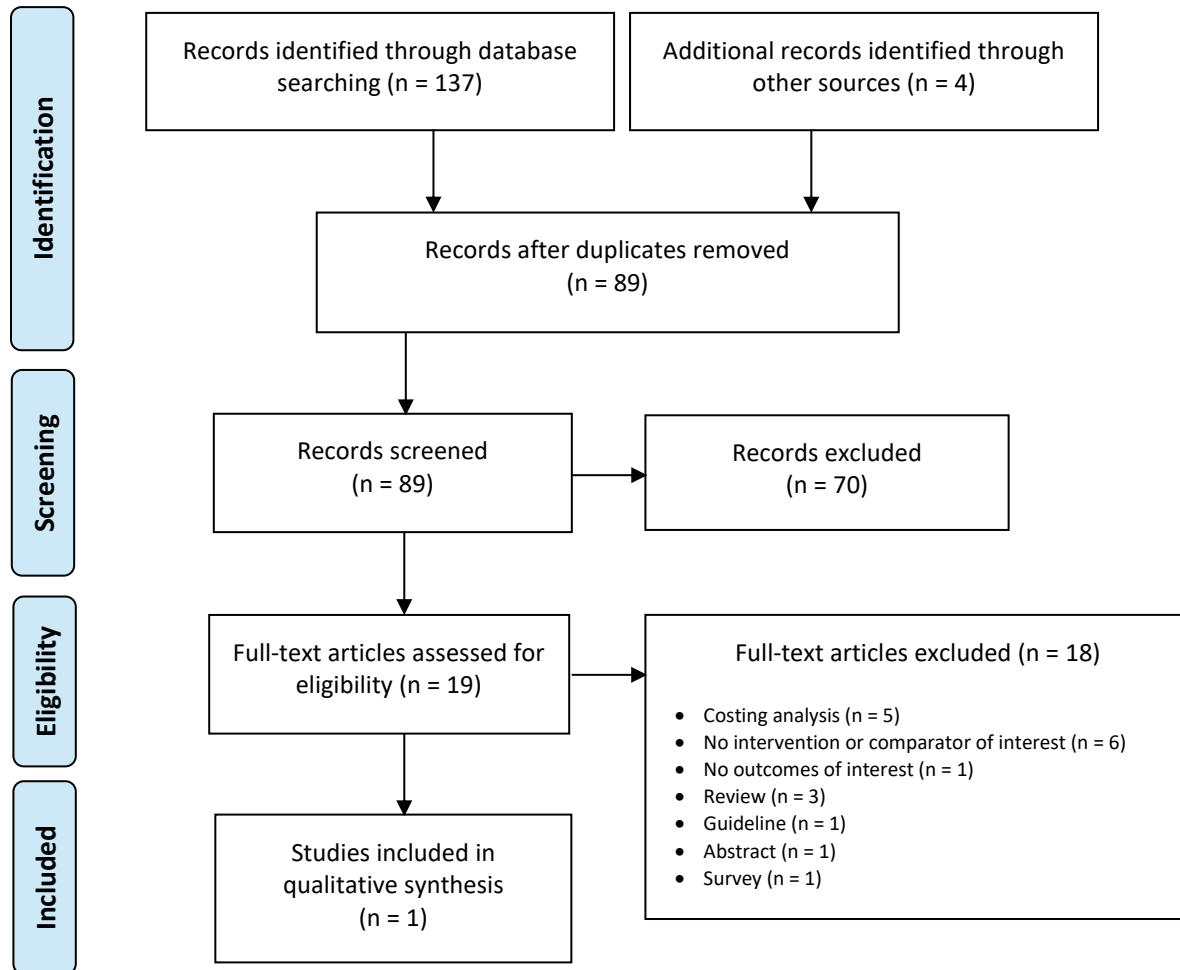 Identification
Records identified through database
searching (n = 137)
Additional records identified through
other sources (n = 4)
Records after duplicates removed
(n = 89)
Screening
Records screened
(n = 89)
Records excluded
(n = 70)
Eligibility
Full-text articles assessed for
eligibility (n = 19)
Full-text articles excluded (n = 18)
• Costing analysis (n = 5)
• No intervention or comparator of interest (n = 6)
• No outcomes of interest (n = 1)
• Review (n = 3)
• Guideline (n = 1)
• Abstract (n = 1)
• Survey (n = 1)
Included
Studies included in
qualitative synthesis
(n = 1)